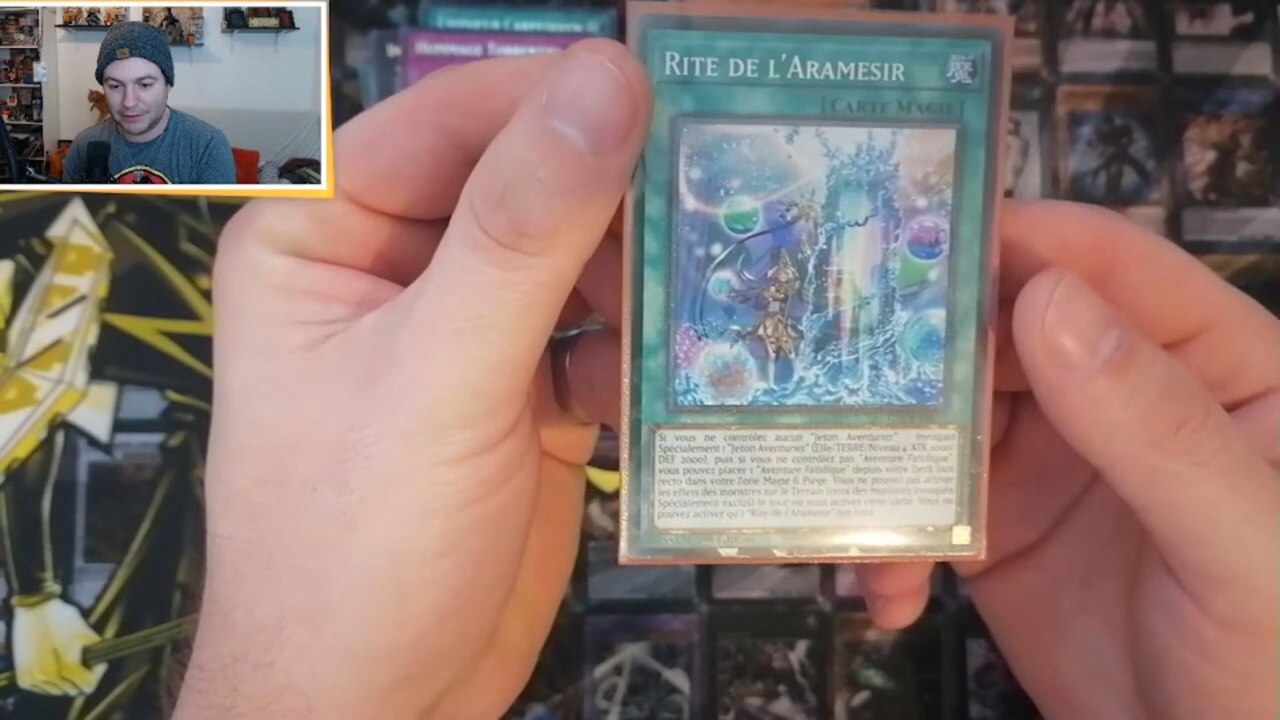 Hommage
RITE DE L'ARAMESIR
[CARTE MAGIE]
Si vous ne contrôlez aucun "Jeton Aventurier" : Invoquez
Spécialement 1 "Jeton Aventurier" (Elfe/TERRE/Niveau 4/ATK 2000/
DEF 2000), puis si vous ne contrôlez pas "Aventure Fatidique",
vous pouvez placer 1 "Aventure Fatidique" depuis votre Deck face
recto dans votre Zone Magie & Piège. Vous ne pouvez pas activer
les effets des monstres sur le Terrain (ceux des monstres Invoqués
Spécialement exclus) le tour où vous activez cette carte. Vous ne
pouvez activer qu'1 "Rite de l'Aramesir" par tour.